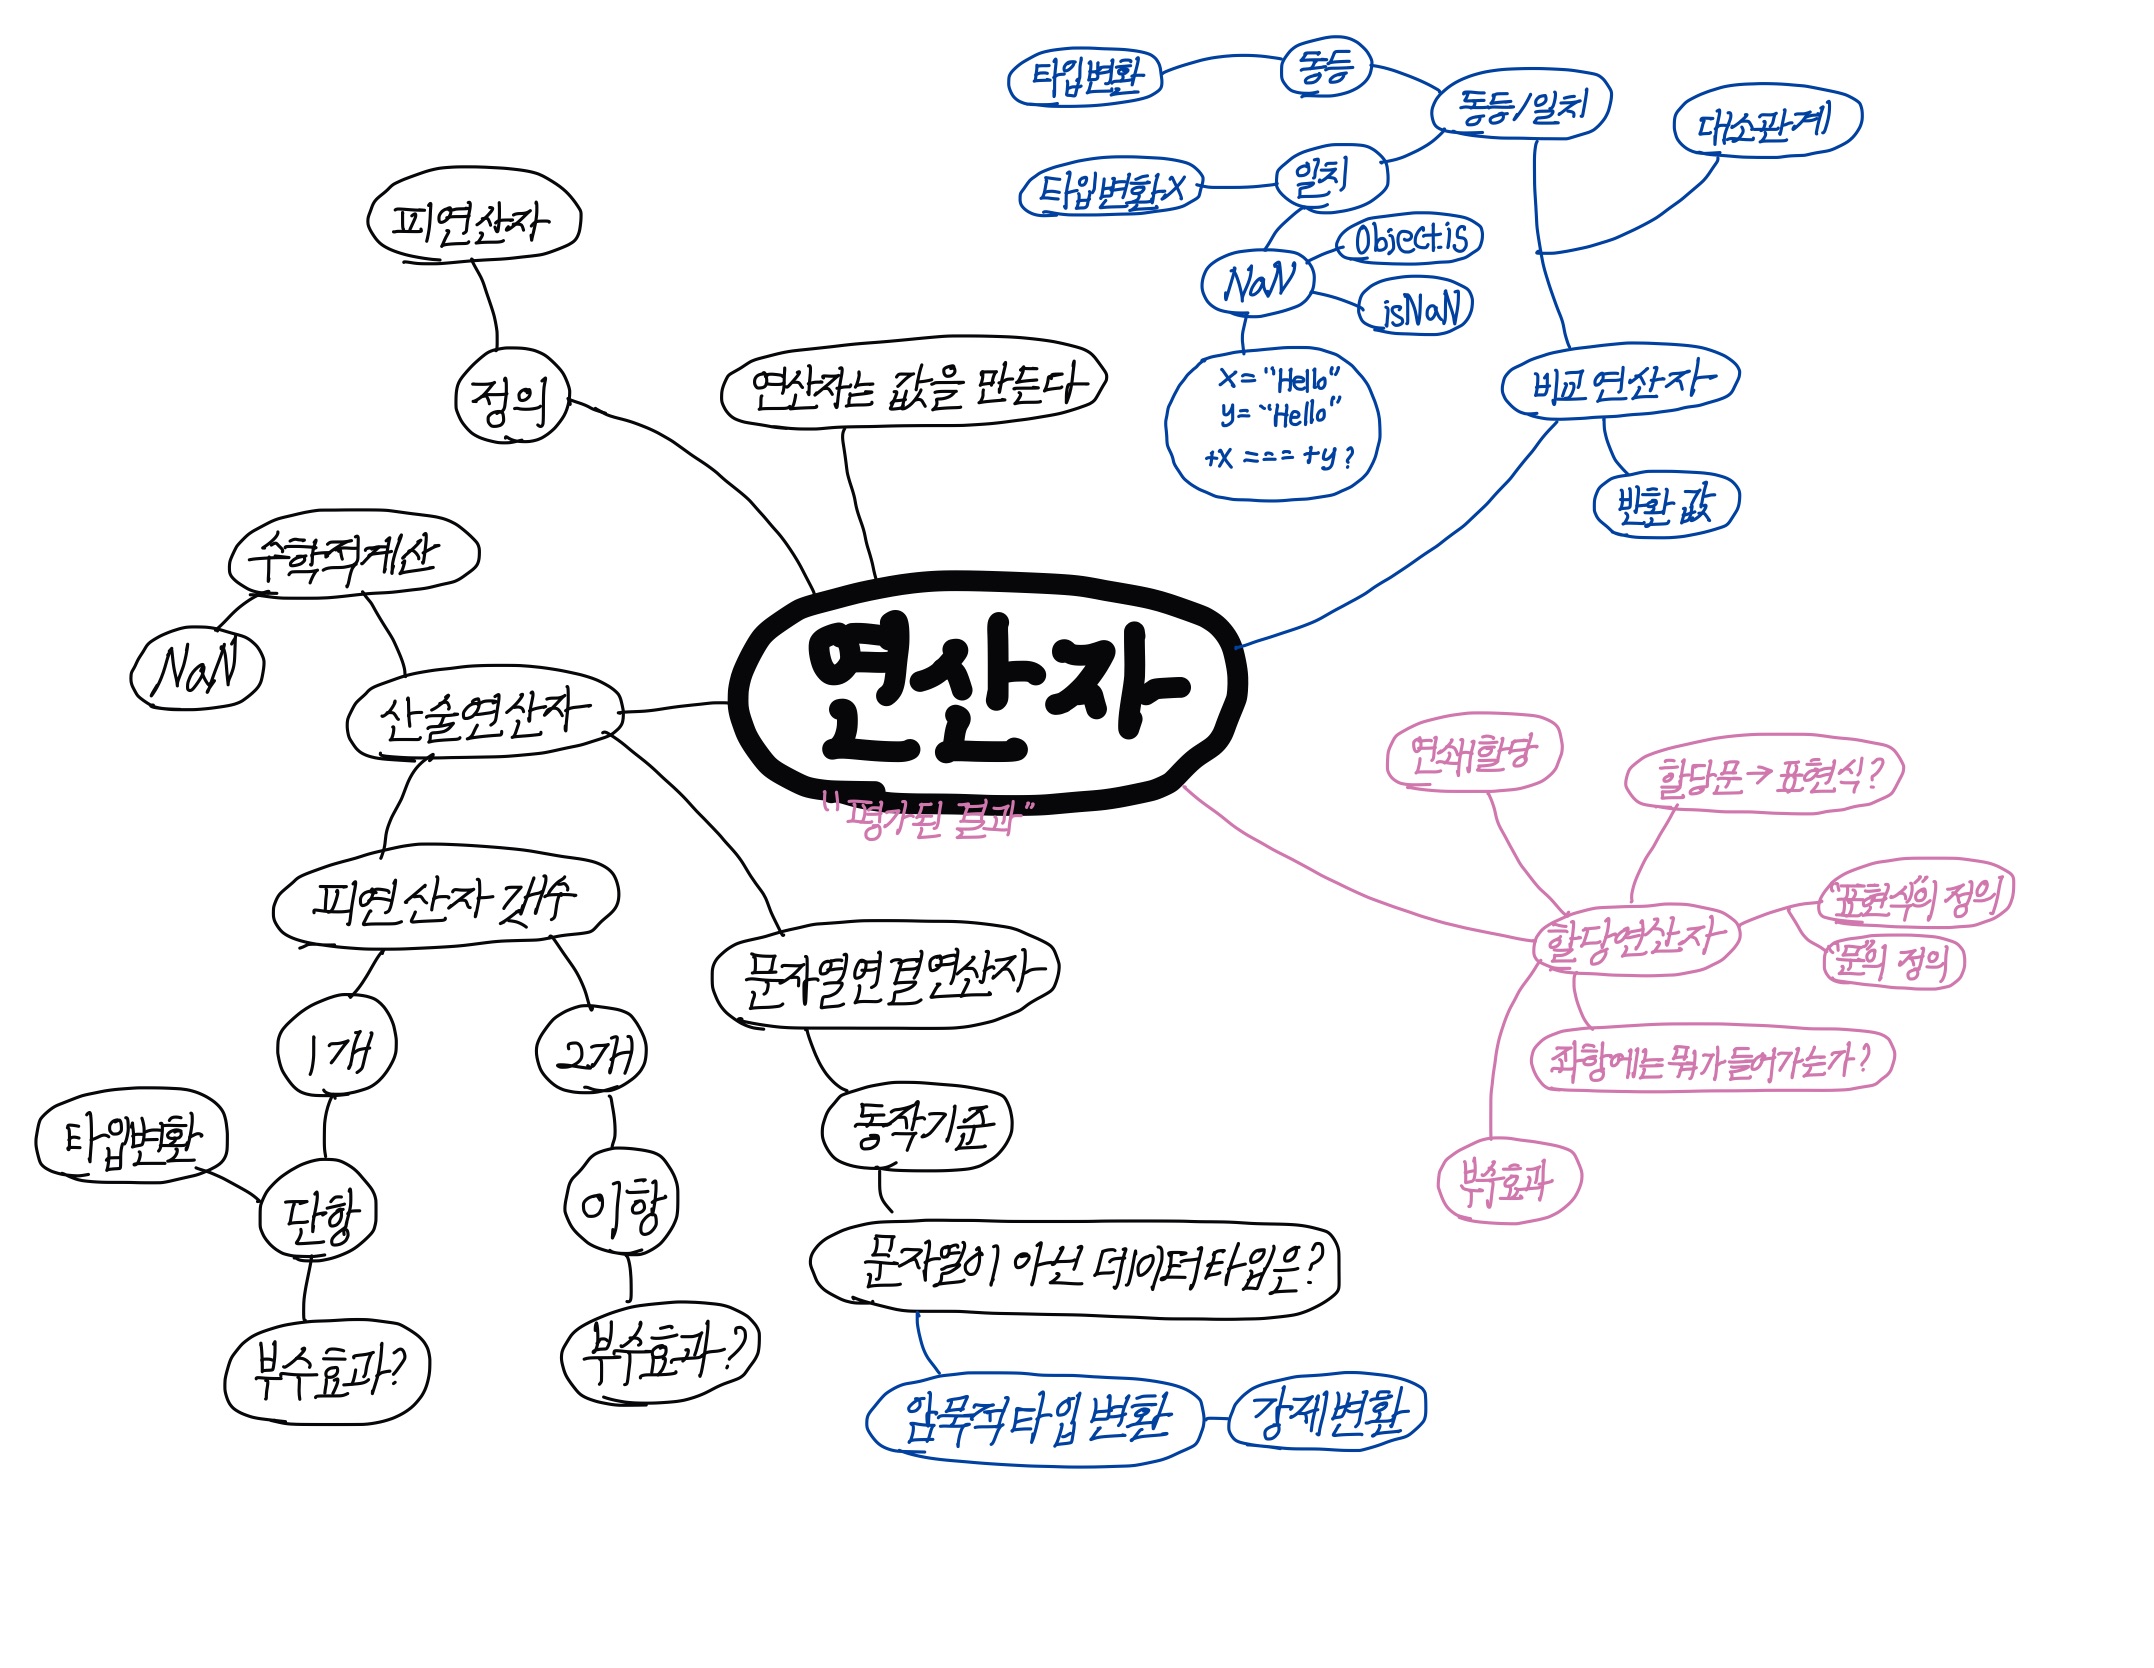 타입변환
동등
동등/일치
대소관계
타입변환X
일치
Object.is
NaN
isNaN
x = "Hello"
y = "Hello"
+x === +y?
비교 연산자
반환 값
피연산자
정의
연산자는 값을 만든다
수학적계산
NaN
산술연산자
연산자
"평가된 결과"
연쇄할당
할당문→표현식?
"표현식"의 정의
"문"의 정의
할당연산자
좌항에는 뭐가 들어가는가?
부수효과
피연산자 갯수
문자열연결연산자
1개
2개
동작기준
타입변환
단항
이항
문자열이 아닌 데이터타입은?
부수효과?
부수효과?
암묵적 타입 변환
강제변환